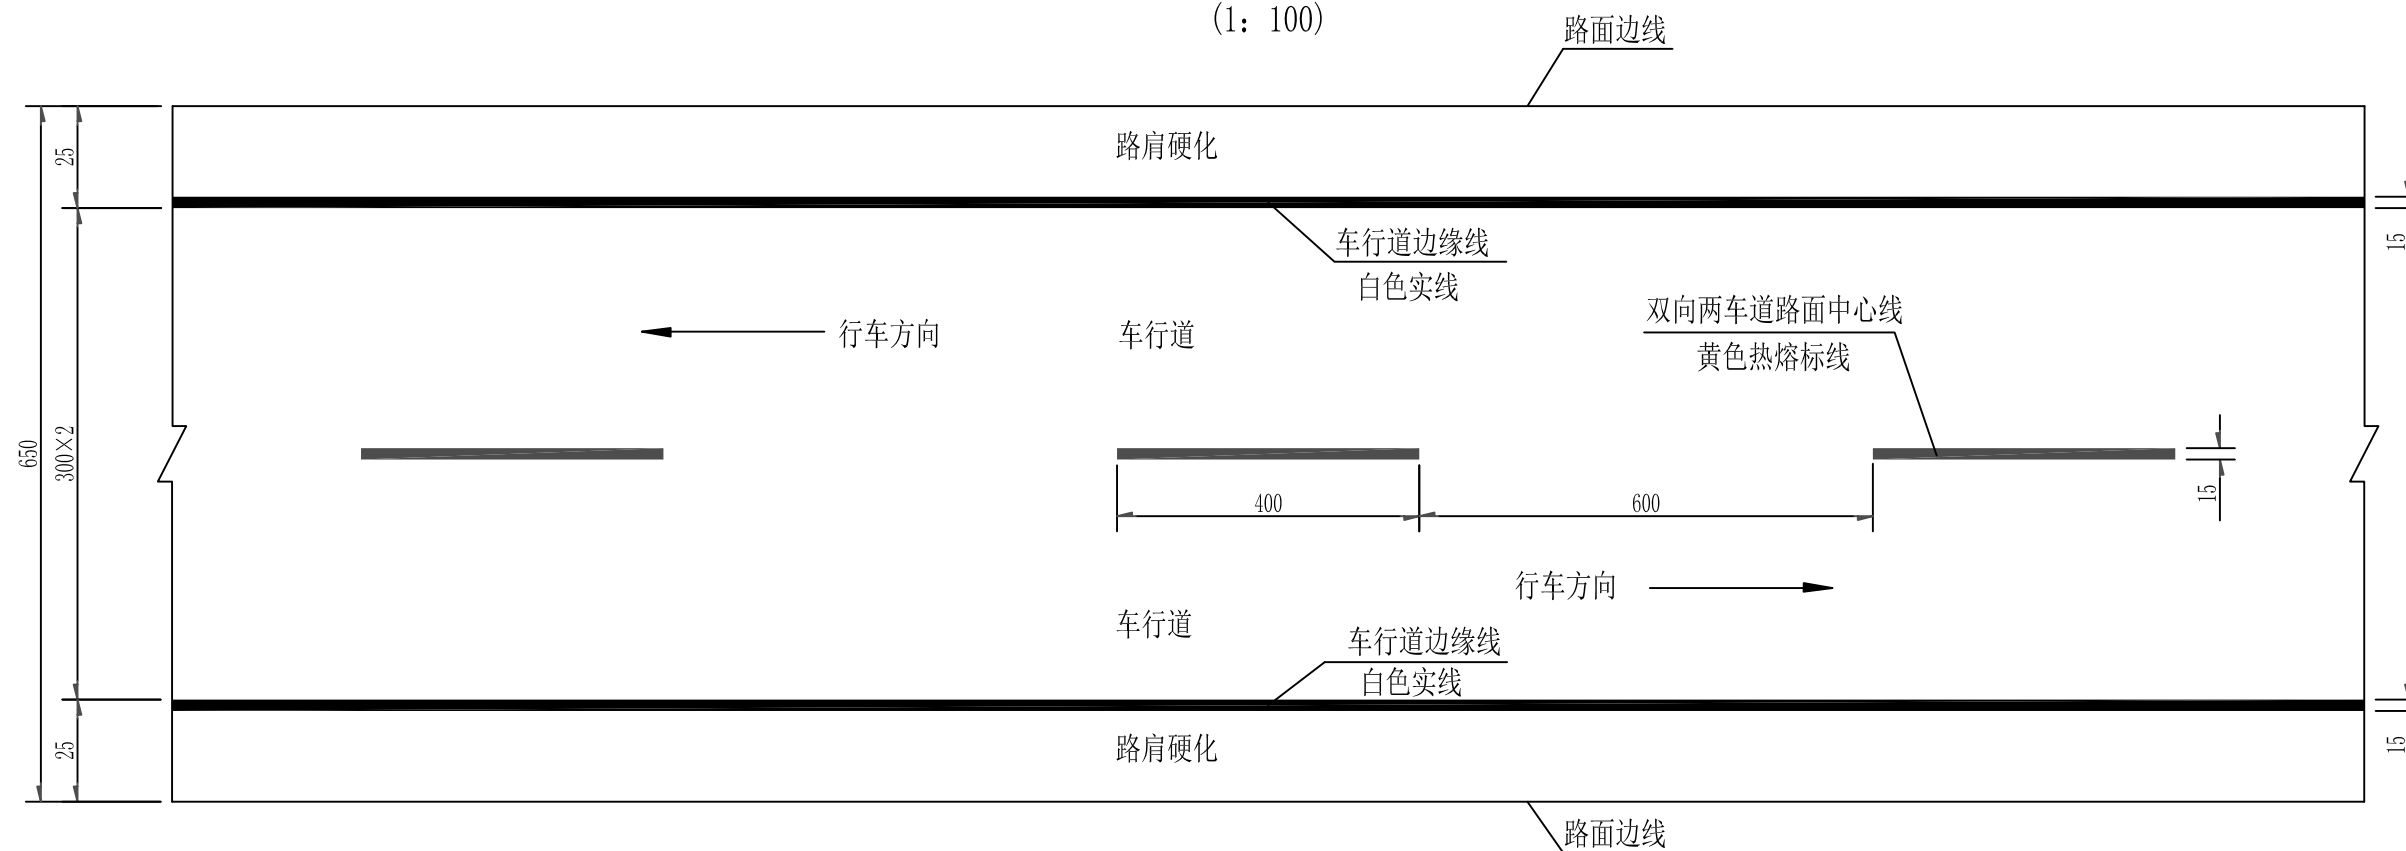 (1: 100)
路面边线
路肩硬化
25
车行道边缘线
白色实线
15
双向两车道路面中心线
黄色热熔标线
行车方向
车行道
650
300×2
400
600
15
行车方向
车行道
车行道边缘线
白色实线
路肩硬化
25
15
路面边线